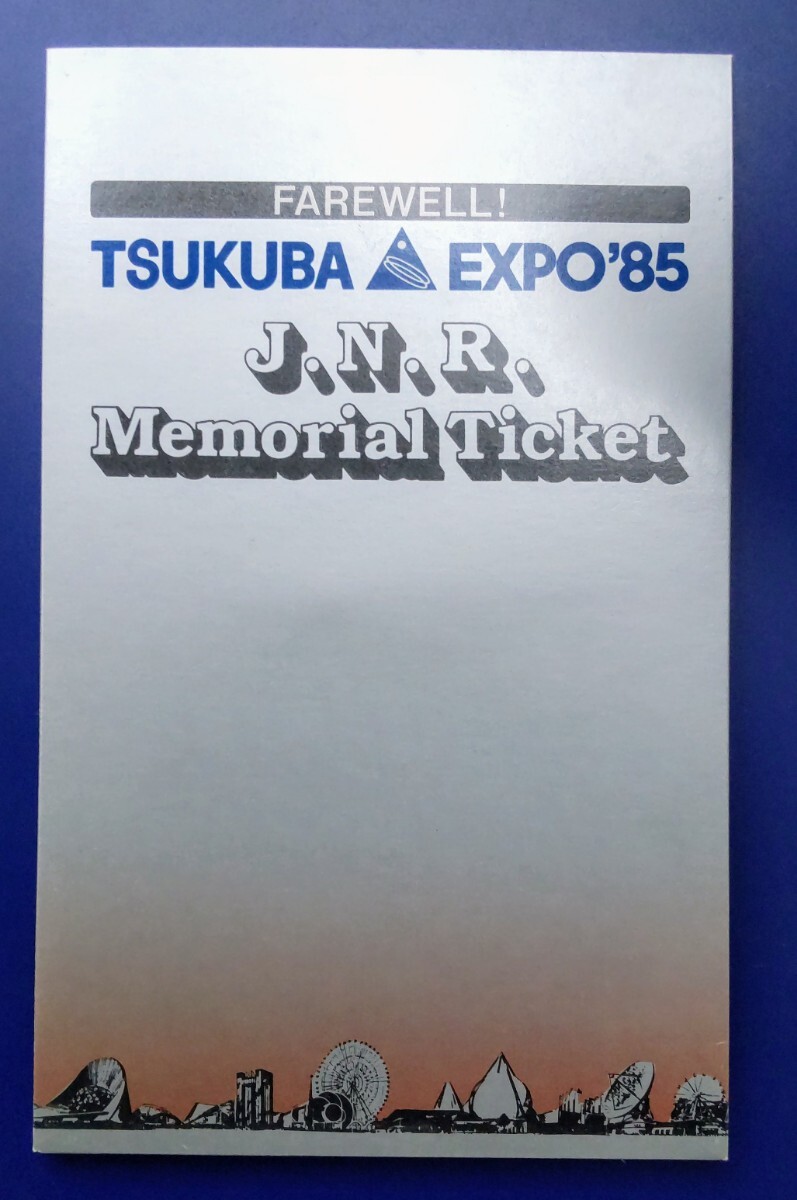 FAREWELL!
TSUKUBA EXPO'85
J.N.R.
Memorial Ticket